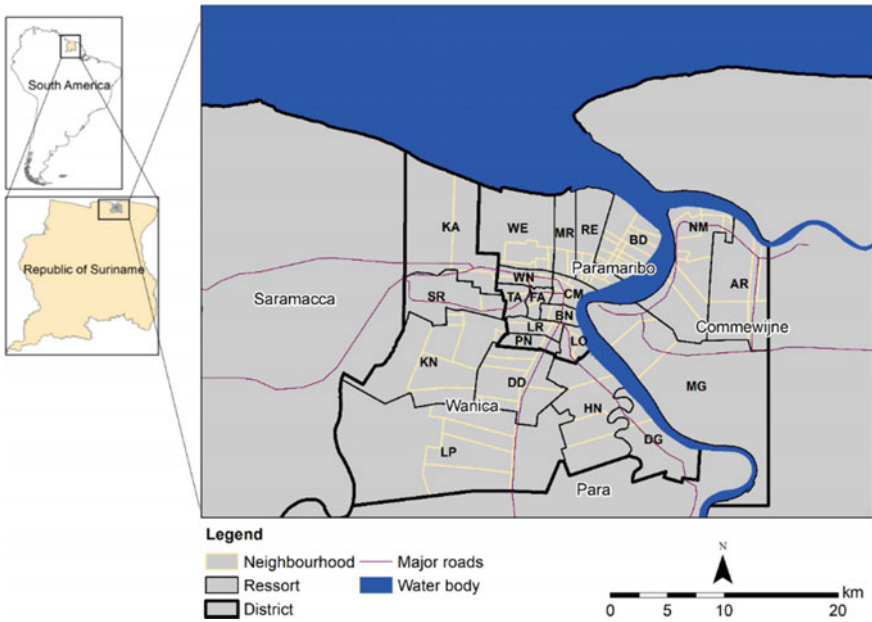 South America
Republic of Suriname
KA
WE
MR
RE
BD
NM
Paramaribo
WN
AR
Saramacca
SR
TA
FA
CM
BN
Commewijne
LR
PN
LO
KN
DD
MG
Wanica
HN
LP
DG
Para
Legend
Neighbourhood
Major roads
Ressort
Water body
District
N
km
0 5 10 20